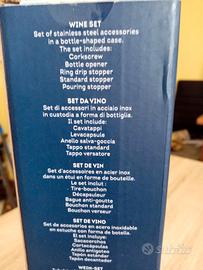 WINE SET
Set of stainless steel accessories
in a bottle-shaped case.
The set includes:
Corkscrew
Bottle opener
Ring drip stopper
Standard stopper
Pouring stopper
SET DA VINO
Set di accessori in acciaio inox
in custodia a forma di bottiglia.
Il set include:
Cavatappi
Levacapsule
Anello salva-goccia
Tappo standard
Tappo versatore
SET DE VIN
Set d'accessoires en acier inox
dans un étui en forme de bouteille.
Le set inclut :
Tire-bouchon
Décapsuleur
Bague anti-goutte
Bouchon standard
Bouchon verseur
SET DE VINO
Set de accesorios en acero inoxidable
en estuche con forma de botella.
El set incluye:
Sacacorchos
Cortacápsulas
Anillo antigoteo
Tapón estándar
Tapón decantador
WEIN-SET